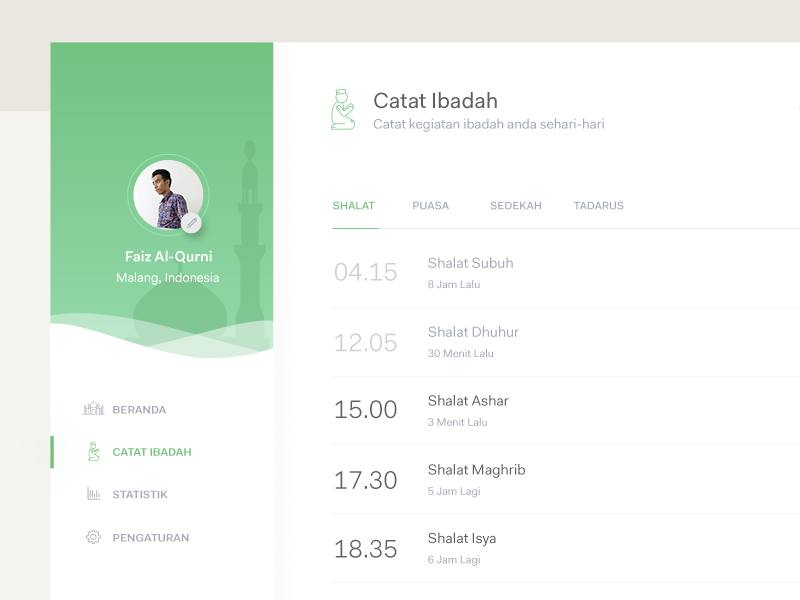 Faiz Al-Qurni
Malang, Indonesia
BERANDA
CATAT IBADAH
STATISTIK
PENGATURAN
Catat Ibadah
Catat kegiatan ibadah anda sehari-hari
SHALAT PUASA SEDEKAH TADARUS
04.15
Shalat Subuh
8 Jam Lalu
12.05
Shalat Dhuhur
30 Menit Lalu
15.00
Shalat Ashar
3 Menit Lalu
17.30
Shalat Maghrib
5 Jam Lagi
18.35
Shalat Isya
6 Jam Lagi